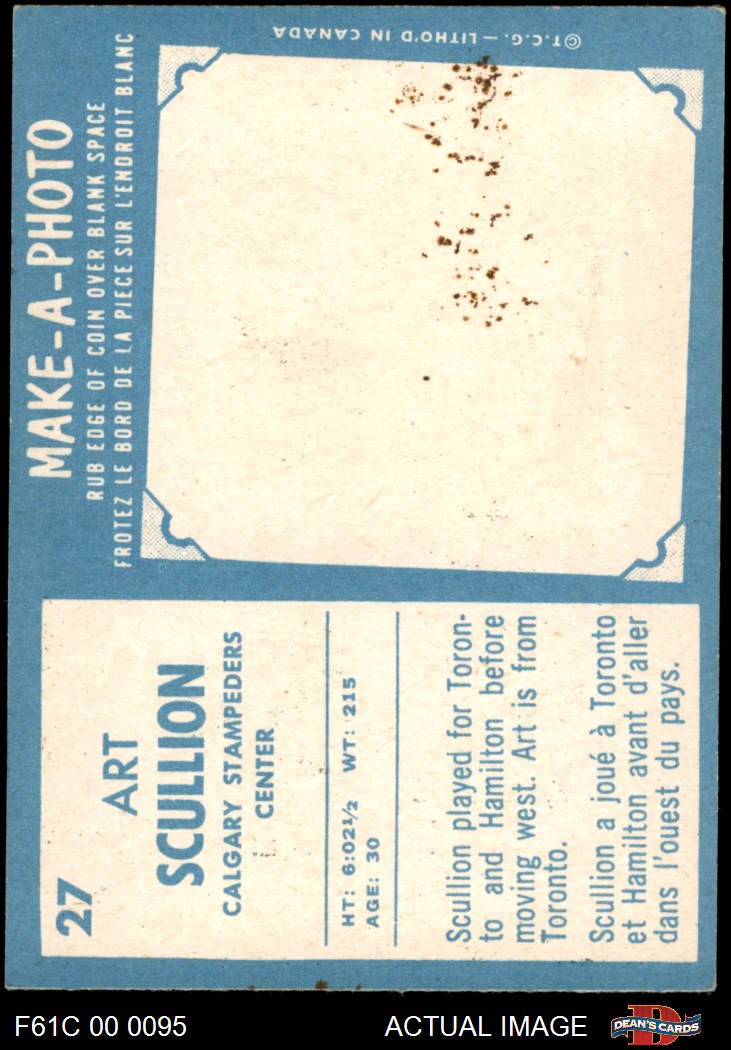 27
ART
SCULLION
CALGARY STAMPEDERS
CENTER
HT: 6:02½ WT: 215
AGE: 30
Scullion played for Toron-
to and Hamilton before
moving west. Art is from
Toronto.
Scullion a joué à Toronto
et Hamilton avant d'aller
dans l'ouest du pays.
MAKE-A-PHOTO
RUB EDGE OF COIN OVER BLANK SPACE
FROTEZ LE BORD DE LA PIECE SUR L'ENDROIT BLANC
©T.C.G.—LITHO'D IN CANADA
F61C 00 0095
ACTUAL IMAGE
D
DEAN'S CARDS